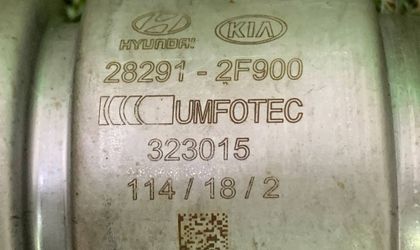 HYUNDAI KIA
28291 - 2F900
UMFOTEC
323015
114 / 18 / 2